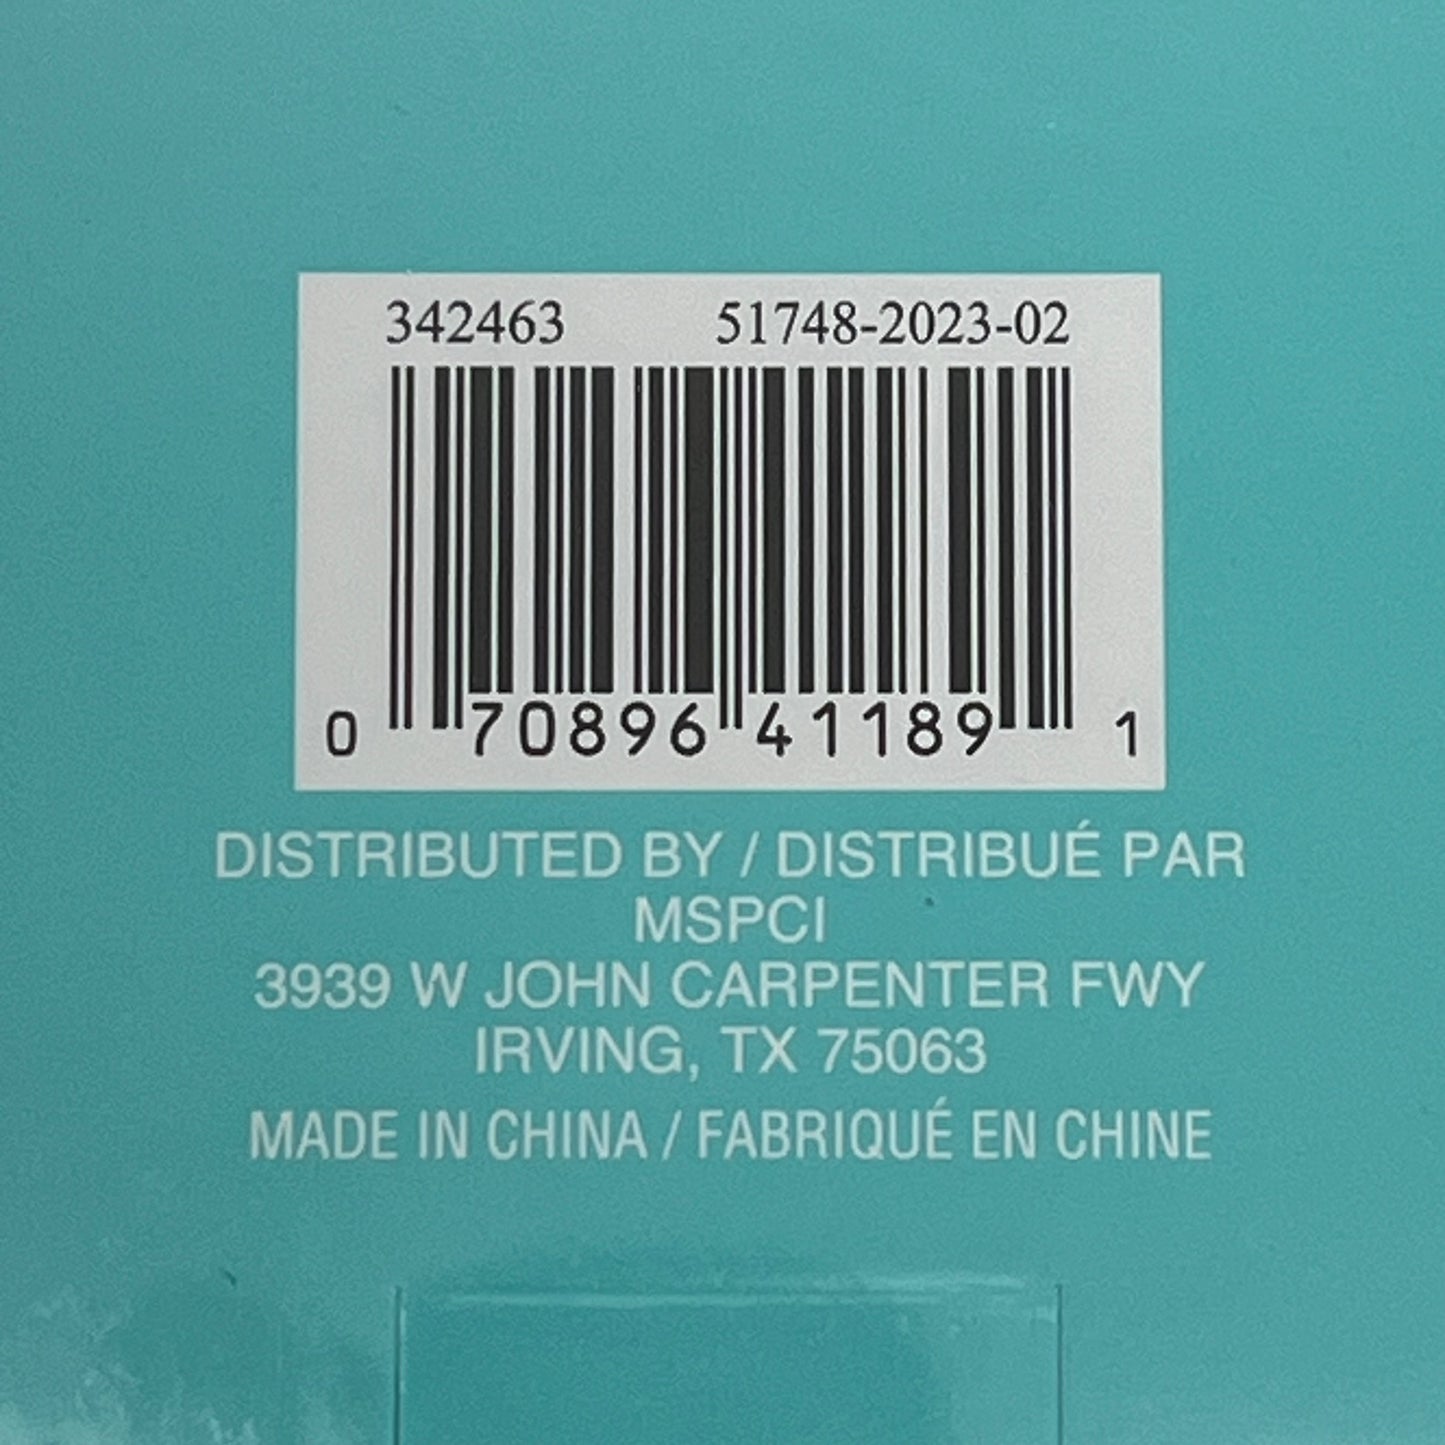 342463 51748-2023-02
0 70896 41189 1
DISTRIBUTED BY / DISTRIBUÉ PAR
MSPCI
3939 W JOHN CARPENTER FWY
IRVING, TX 75063
MADE IN CHINA / FABRIQUÉ EN CHINE